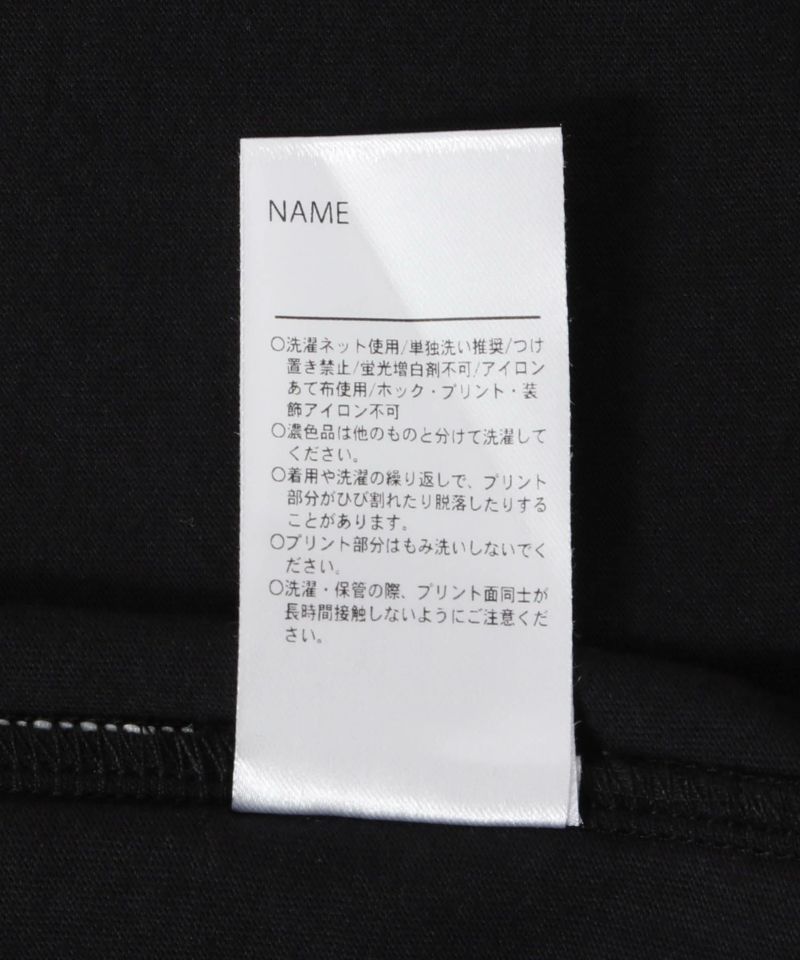 NAME
○洗濯ネット使用/単独洗い推奨/つけ
置き禁止/蛍光増白剤不可/アイロン
あて布使用/ホック・プリント・装
飾アイロン不可
○濃色品は他のものと分けて洗濯して
ください。
○着用や洗濯の繰り返しで、プリント
部分がひび割れたり脱落したりする
ことがあります。
○プリント部分はもみ洗いしないでく
ださい。
○洗濯・保管の際、プリント面同士が
長時間接触しないようにご注意くだ
さい。